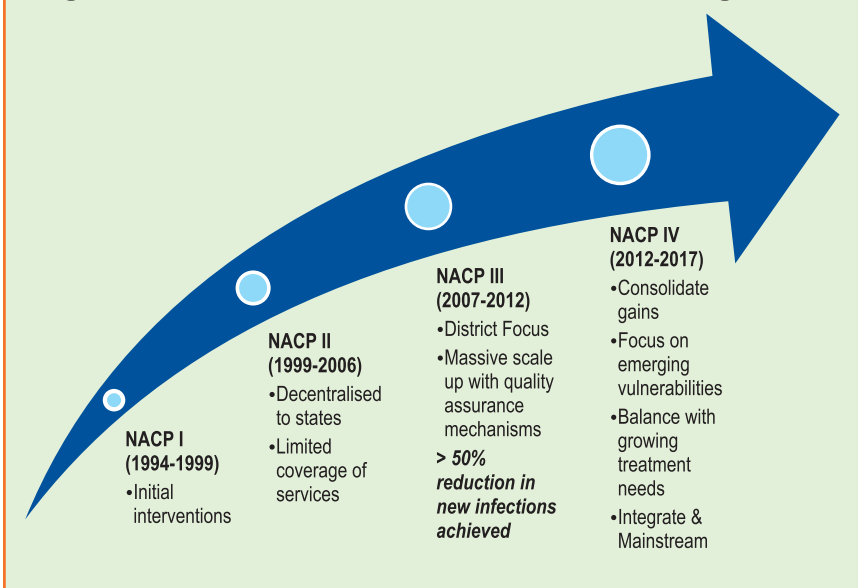 NACP I
(1994-1999)
•Initial
interventions
NACP II
(1999-2006)
•Decentralised
to states
•Limited
coverage of
services
NACP III
(2007-2012)
•District Focus
•Massive scale
up with quality
assurance
mechanisms
> 50%
reduction in
new infections
achieved
NACP IV
(2012-2017)
•Consolidate
gains
•Focus on
emerging
vulnerabilities
•Balance with
growing
treatment
needs
•Integrate &
Mainstream